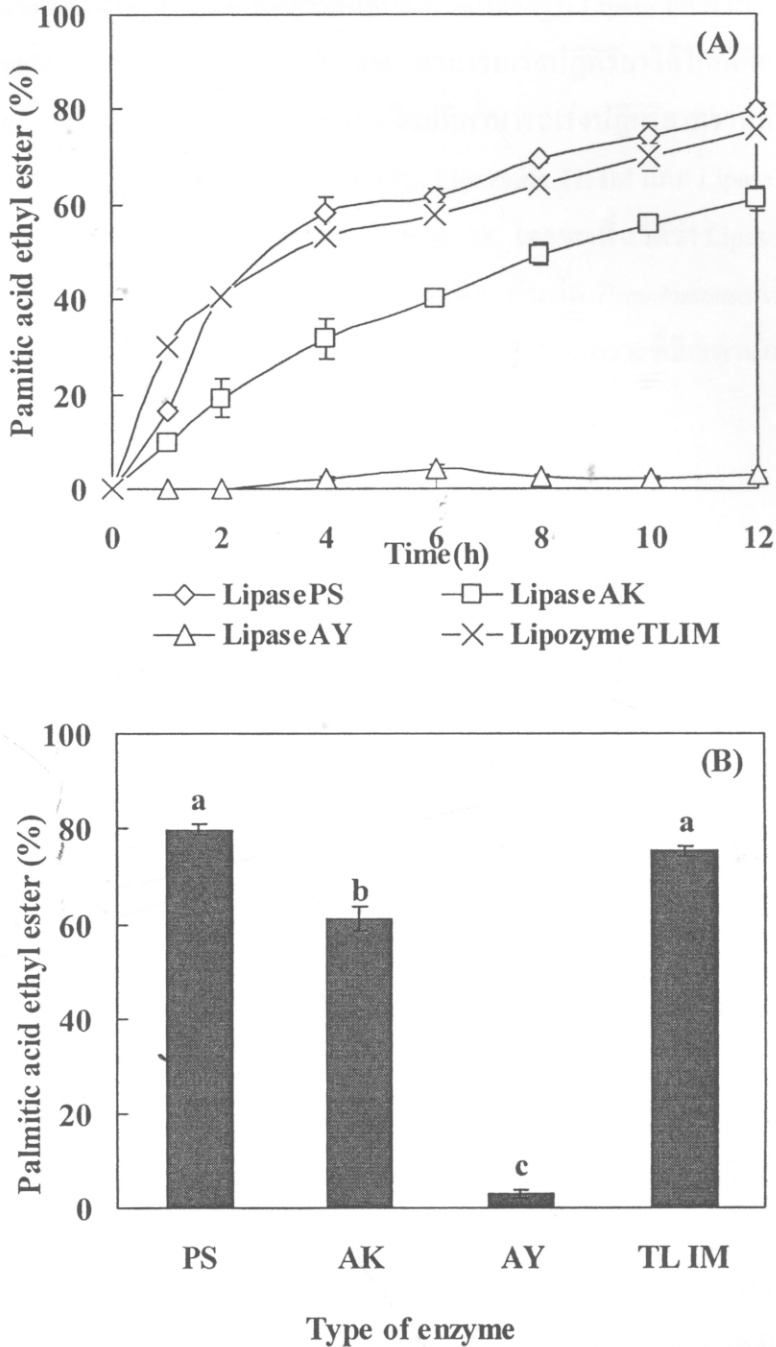 (A)
Pamitic acid ethyl ester (%)
100
80
60
40
20
0
0 2 4 6 8 10 12
Time(h)
LipasePS LipaseAK
LipaseAY LipozymeTLIM
(B)
Palmitic acid ethyl ester (%)
100
80
60
40
20
0
a b c a
PS AK AY TL IM
Type of enzyme